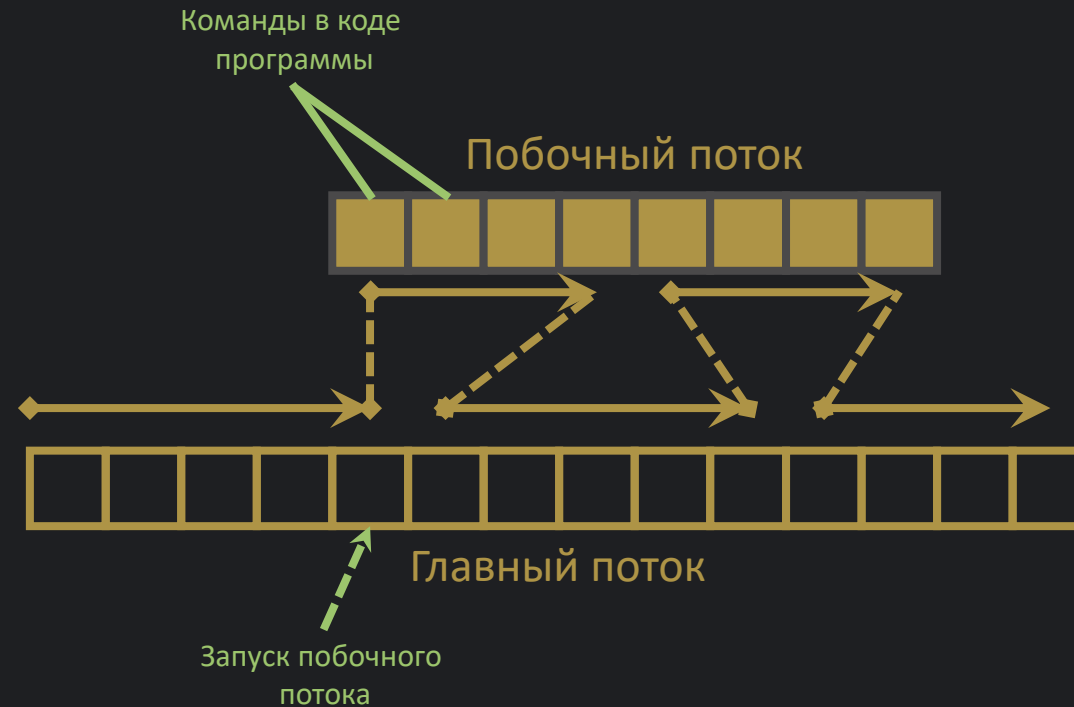 Команды в коде
программы
Побочный поток
Главный поток
Запуск побочного
потока